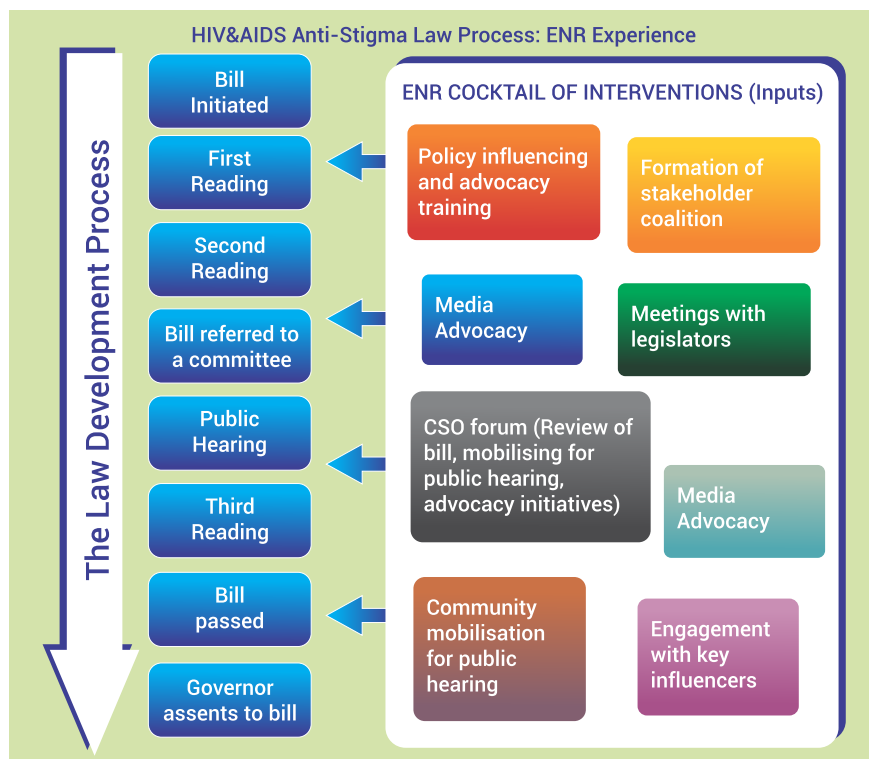 HIV&AIDS Anti-Stigma Law Process: ENR Experience
The Law Development Process
Bill
Initiated
First
Reading
Second
Reading
Bill referred to
a committee
Public
Hearing
Third
Reading
Bill
passed
Governor
assents to bill
ENR COCKTAIL OF INTERVENTIONS (Inputs)
Policy influencing
and advocacy
training
Formation of
stakeholder
coalition
Media
Advocacy
Meetings with
legislators
CSO forum (Review of
bill, mobilising for
public hearing,
advocacy initiatives)
Media
Advocacy
Community
mobilisation
for public
hearing
Engagement
with key
influencers